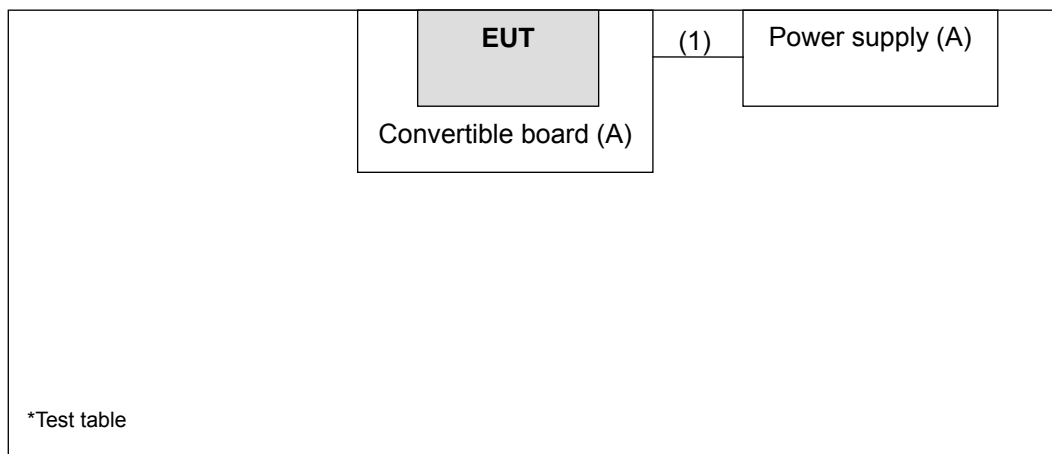 EUT
(1)
Power supply (A)
Convertible board (A)
*Test table